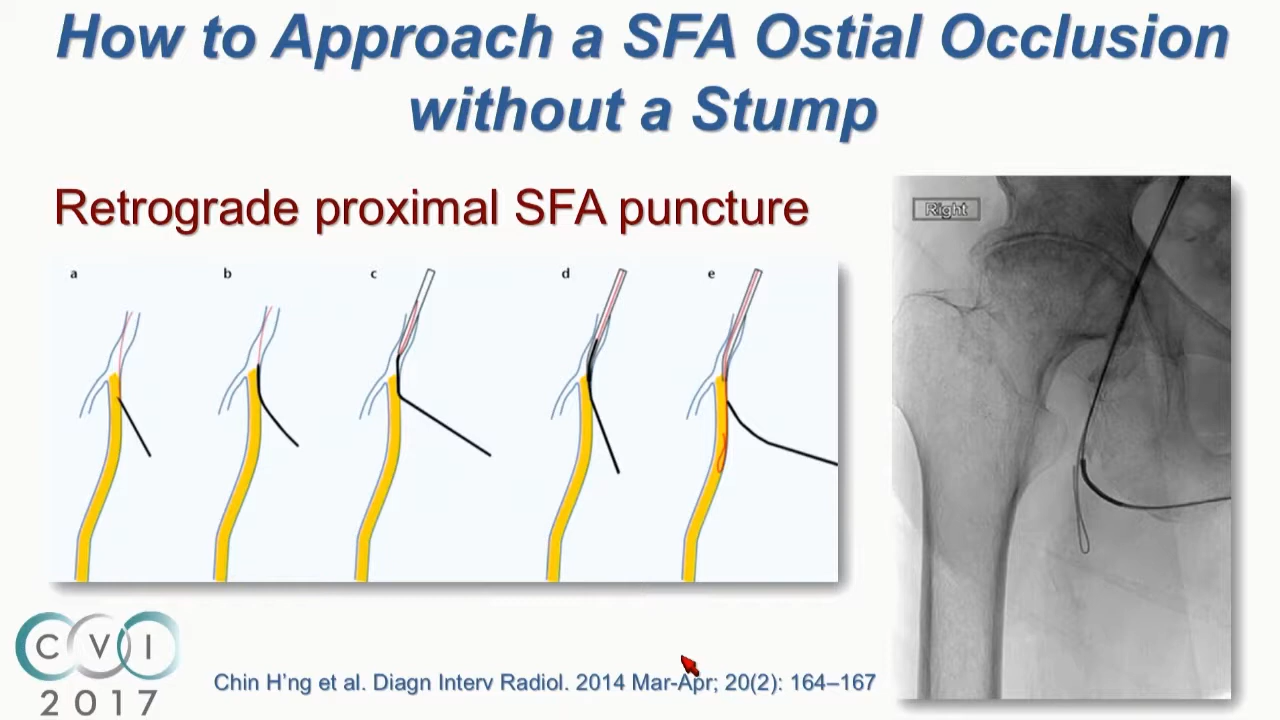 How to Approach a SFA Ostial Occlusion
without a Stump
Retrograde proximal SFA puncture
a b c d e
Right
CVI
2017
Chin H'ng et al. Diagn Interv Radiol. 2014 Mar-Apr; 20(2): 164–167